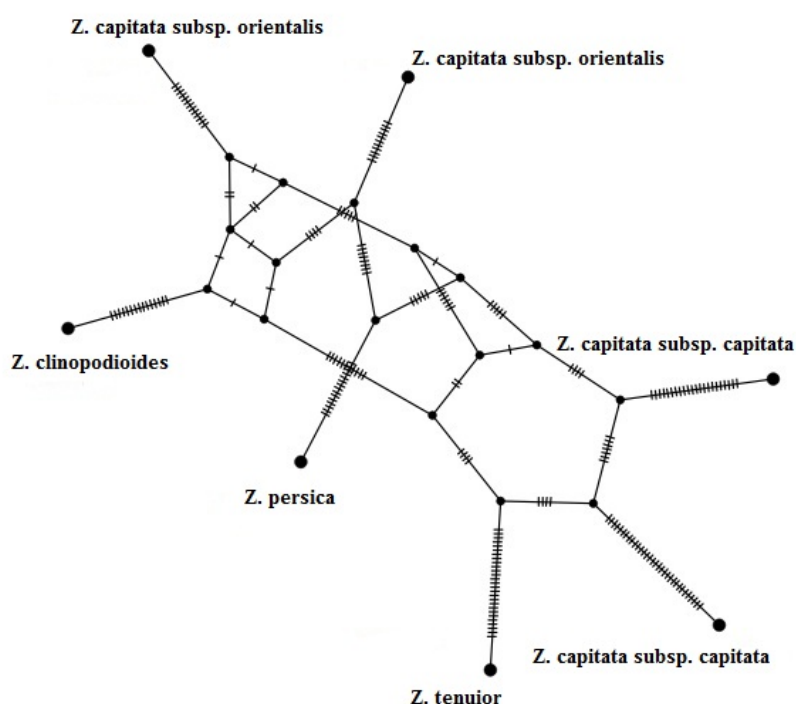 Z. capitata subsp. orientalis
Z. capitata subsp. orientalis
Z. capitata subsp. capitata
Z. clinopodioides
Z. persica
Z. capitata subsp. capitata
Z. tenuior